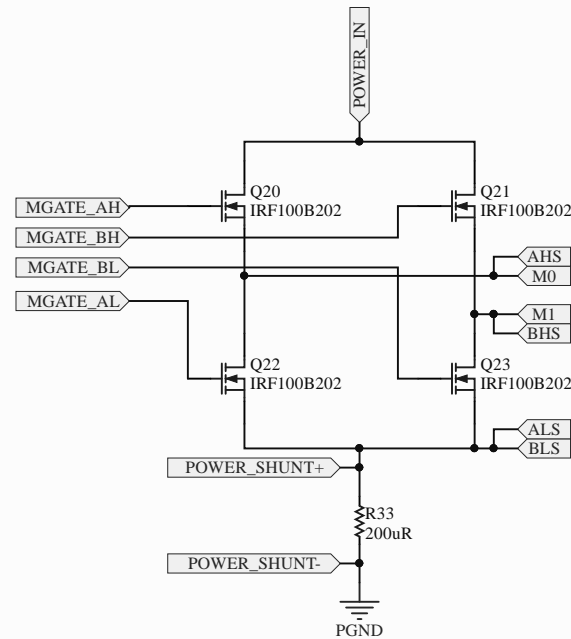 POWER_IN
Q20
IRF100B202
Q21
IRF100B202
MGATE_AH
MGATE_BH
MGATE_BL
MGATE_AL
AHS
M0
M1
BHS
Q22
IRF100B202
Q23
IRF100B202
ALS
BLS
POWER_SHUNT+
R33
200uR
POWER_SHUNT-
PGND